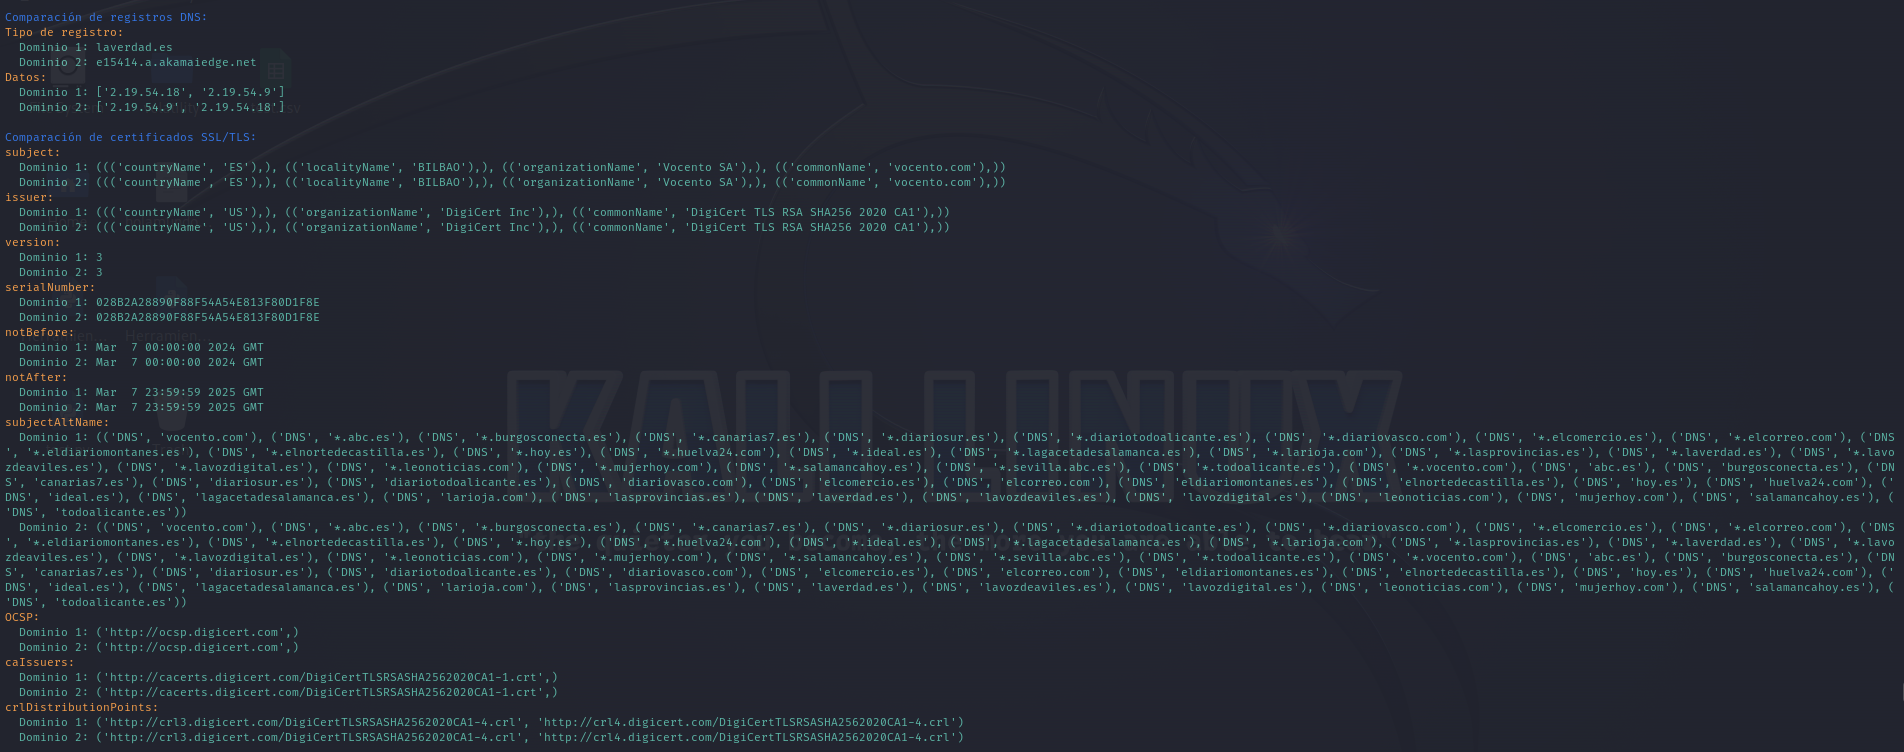 Comparación de registros DNS:
Tipo de registro:
  Dominio 1: laverdad.es
  Dominio 2: e15414.a.akamaiedge.net
Datos:
  Dominio 1: ['2.19.54.18', '2.19.54.9']
  Dominio 2: ['2.19.54.9', '2.19.54.18']

Comparación de certificados SSL/TLS:
subject:
  Dominio 1: ((('countryName', 'ES'),), (('localityName', 'BILBAO'),), (('organizationName', 'Vocento SA'),), (('commonName', 'vocento.com'),))
  Dominio 2: ((('countryName', 'ES'),), (('localityName', 'BILBAO'),), (('organizationName', 'Vocento SA'),), (('commonName', 'vocento.com'),))
issuer:
  Dominio 1: ((('countryName', 'US'),), (('organizationName', 'DigiCert Inc'),), (('commonName', 'DigiCert TLS RSA SHA256 2020 CA1'),))
  Dominio 2: ((('countryName', 'US'),), (('organizationName', 'DigiCert Inc'),), (('commonName', 'DigiCert TLS RSA SHA256 2020 CA1'),))
version:
  Dominio 1: 3
  Dominio 2: 3
serialNumber:
  Dominio 1: 028B2A28890F88F54A54E813F80D1F8E
  Dominio 2: 028B2A28890F88F54A54E813F80D1F8E
notBefore:
  Dominio 1: Mar  7 00:00:00 2024 GMT
  Dominio 2: Mar  7 00:00:00 2024 GMT
notAfter:
  Dominio 1: Mar  7 23:59:59 2025 GMT
  Dominio 2: Mar  7 23:59:59 2025 GMT
subjectAltName:
  Dominio 1: (('DNS', 'vocento.com'), ('DNS', '*.abc.es'), ('DNS', '*.burgosconecta.es'), ('DNS', '*.canarias7.es'), ('DNS', '*.diariosur.es'), ('DNS', '*.diariotodoalicante.es'), ('DNS', '*.diariovasco.com'), ('DNS', '*.elcomercio.es'), ('DNS', '*.elcorreo.com'), ('DNS
', '*.eldiariomontanes.es'), ('DNS', '*.elnortedecastilla.es'), ('DNS', '*.hoy.es'), ('DNS', '*.huelva24.com'), ('DNS', '*.ideal.es'), ('DNS', '*.lagacetadesalamanca.es'), ('DNS', '*.larioja.com'), ('DNS', '*.lasprovincias.es'), ('DNS', '*.laverdad.es'), ('DNS', '*.lavo
zdeaviles.es'), ('DNS', '*.lavozdigital.es'), ('DNS', '*.leonoticias.com'), ('DNS', '*.mujerhoy.com'), ('DNS', '*.salamancahoy.es'), ('DNS', '*.sevilla.abc.es'), ('DNS', '*.todoalicante.es'), ('DNS', '*.vocento.com'), ('DNS', 'abc.es'), ('DNS', 'burgosconecta.es'), ('DN
S', 'canarias7.es'), ('DNS', 'diariosur.es'), ('DNS', 'diariotodoalicante.es'), ('DNS', 'diariovasco.com'), ('DNS', 'elcomercio.es'), ('DNS', 'elcorreo.com'), ('DNS', 'eldiariomontanes.es'), ('DNS', 'elnortedecastilla.es'), ('DNS', 'hoy.es'), ('DNS', 'huelva24.com'), ('
DNS', 'ideal.es'), ('DNS', 'lagacetadesalamanca.es'), ('DNS', 'larioja.com'), ('DNS', 'lasprovincias.es'), ('DNS', 'laverdad.es'), ('DNS', 'lavozdeaviles.es'), ('DNS', 'lavozdigital.es'), ('DNS', 'leonoticias.com'), ('DNS', 'mujerhoy.com'), ('DNS', 'salamancahoy.es'), (
'DNS', 'todoalicante.es'))
  Dominio 2: (('DNS', 'vocento.com'), ('DNS', '*.abc.es'), ('DNS', '*.burgosconecta.es'), ('DNS', '*.canarias7.es'), ('DNS', '*.diariosur.es'), ('DNS', '*.diariotodoalicante.es'), ('DNS', '*.diariovasco.com'), ('DNS', '*.elcomercio.es'), ('DNS', '*.elcorreo.com'), ('DNS
', '*.eldiariomontanes.es'), ('DNS', '*.elnortedecastilla.es'), ('DNS', '*.hoy.es'), ('DNS', '*.huelva24.com'), ('DNS', '*.ideal.es'), ('DNS', '*.lagacetadesalamanca.es'), ('DNS', '*.larioja.com'), ('DNS', '*.lasprovincias.es'), ('DNS', '*.laverdad.es'), ('DNS', '*.lavo
zdeaviles.es'), ('DNS', '*.lavozdigital.es'), ('DNS', '*.leonoticias.com'), ('DNS', '*.mujerhoy.com'), ('DNS', '*.salamancahoy.es'), ('DNS', '*.sevilla.abc.es'), ('DNS', '*.todoalicante.es'), ('DNS', '*.vocento.com'), ('DNS', 'abc.es'), ('DNS', 'burgosconecta.es'), ('DN
S', 'canarias7.es'), ('DNS', 'diariosur.es'), ('DNS', 'diariotodoalicante.es'), ('DNS', 'diariovasco.com'), ('DNS', 'elcomercio.es'), ('DNS', 'elcorreo.com'), ('DNS', 'eldiariomontanes.es'), ('DNS', 'elnortedecastilla.es'), ('DNS', 'hoy.es'), ('DNS', 'huelva24.com'), ('
DNS', 'ideal.es'), ('DNS', 'lagacetadesalamanca.es'), ('DNS', 'larioja.com'), ('DNS', 'lasprovincias.es'), ('DNS', 'laverdad.es'), ('DNS', 'lavozdeaviles.es'), ('DNS', 'lavozdigital.es'), ('DNS', 'leonoticias.com'), ('DNS', 'mujerhoy.com'), ('DNS', 'salamancahoy.es'), (
'DNS', 'todoalicante.es'))
OCSP:
  Dominio 1: ('http://ocsp.digicert.com',)
  Dominio 2: ('http://ocsp.digicert.com',)
caIssuers:
  Dominio 1: ('http://cacerts.digicert.com/DigiCertTLSRSASHA2562020CA1-1.crt',)
  Dominio 2: ('http://cacerts.digicert.com/DigiCertTLSRSASHA2562020CA1-1.crt',)
crlDistributionPoints:
  Dominio 1: ('http://crl3.digicert.com/DigiCertTLSRSASHA2562020CA1-4.crl', 'http://crl4.digicert.com/DigiCertTLSRSASHA2562020CA1-4.crl')
  Dominio 2: ('http://crl3.digicert.com/DigiCertTLSRSASHA2562020CA1-4.crl', 'http://crl4.digicert.com/DigiCertTLSRSASHA2562020CA1-4.crl')
KALI LINUX